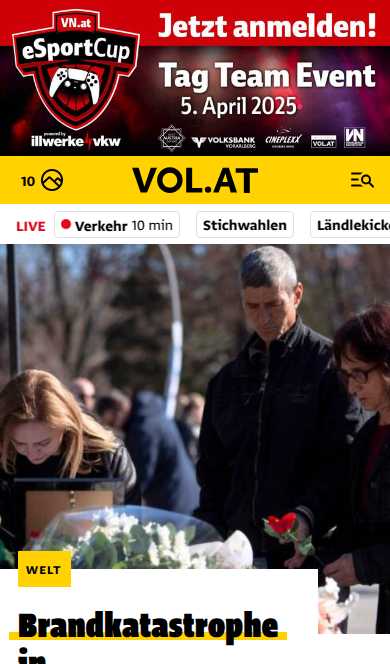 VN.at
eSportCup
powered by
illwerke vkw
Jetzt anmelden!
Tag Team Event
5. April 2025
VOLKSBANK
VORARLBERG
CINEPLEXX
VOL.AT
VN
10
VOL.AT
LIVE
Verkehr 10 min
Stichwahlen
Ländlekick
WELT
Brandkatastrophe
in